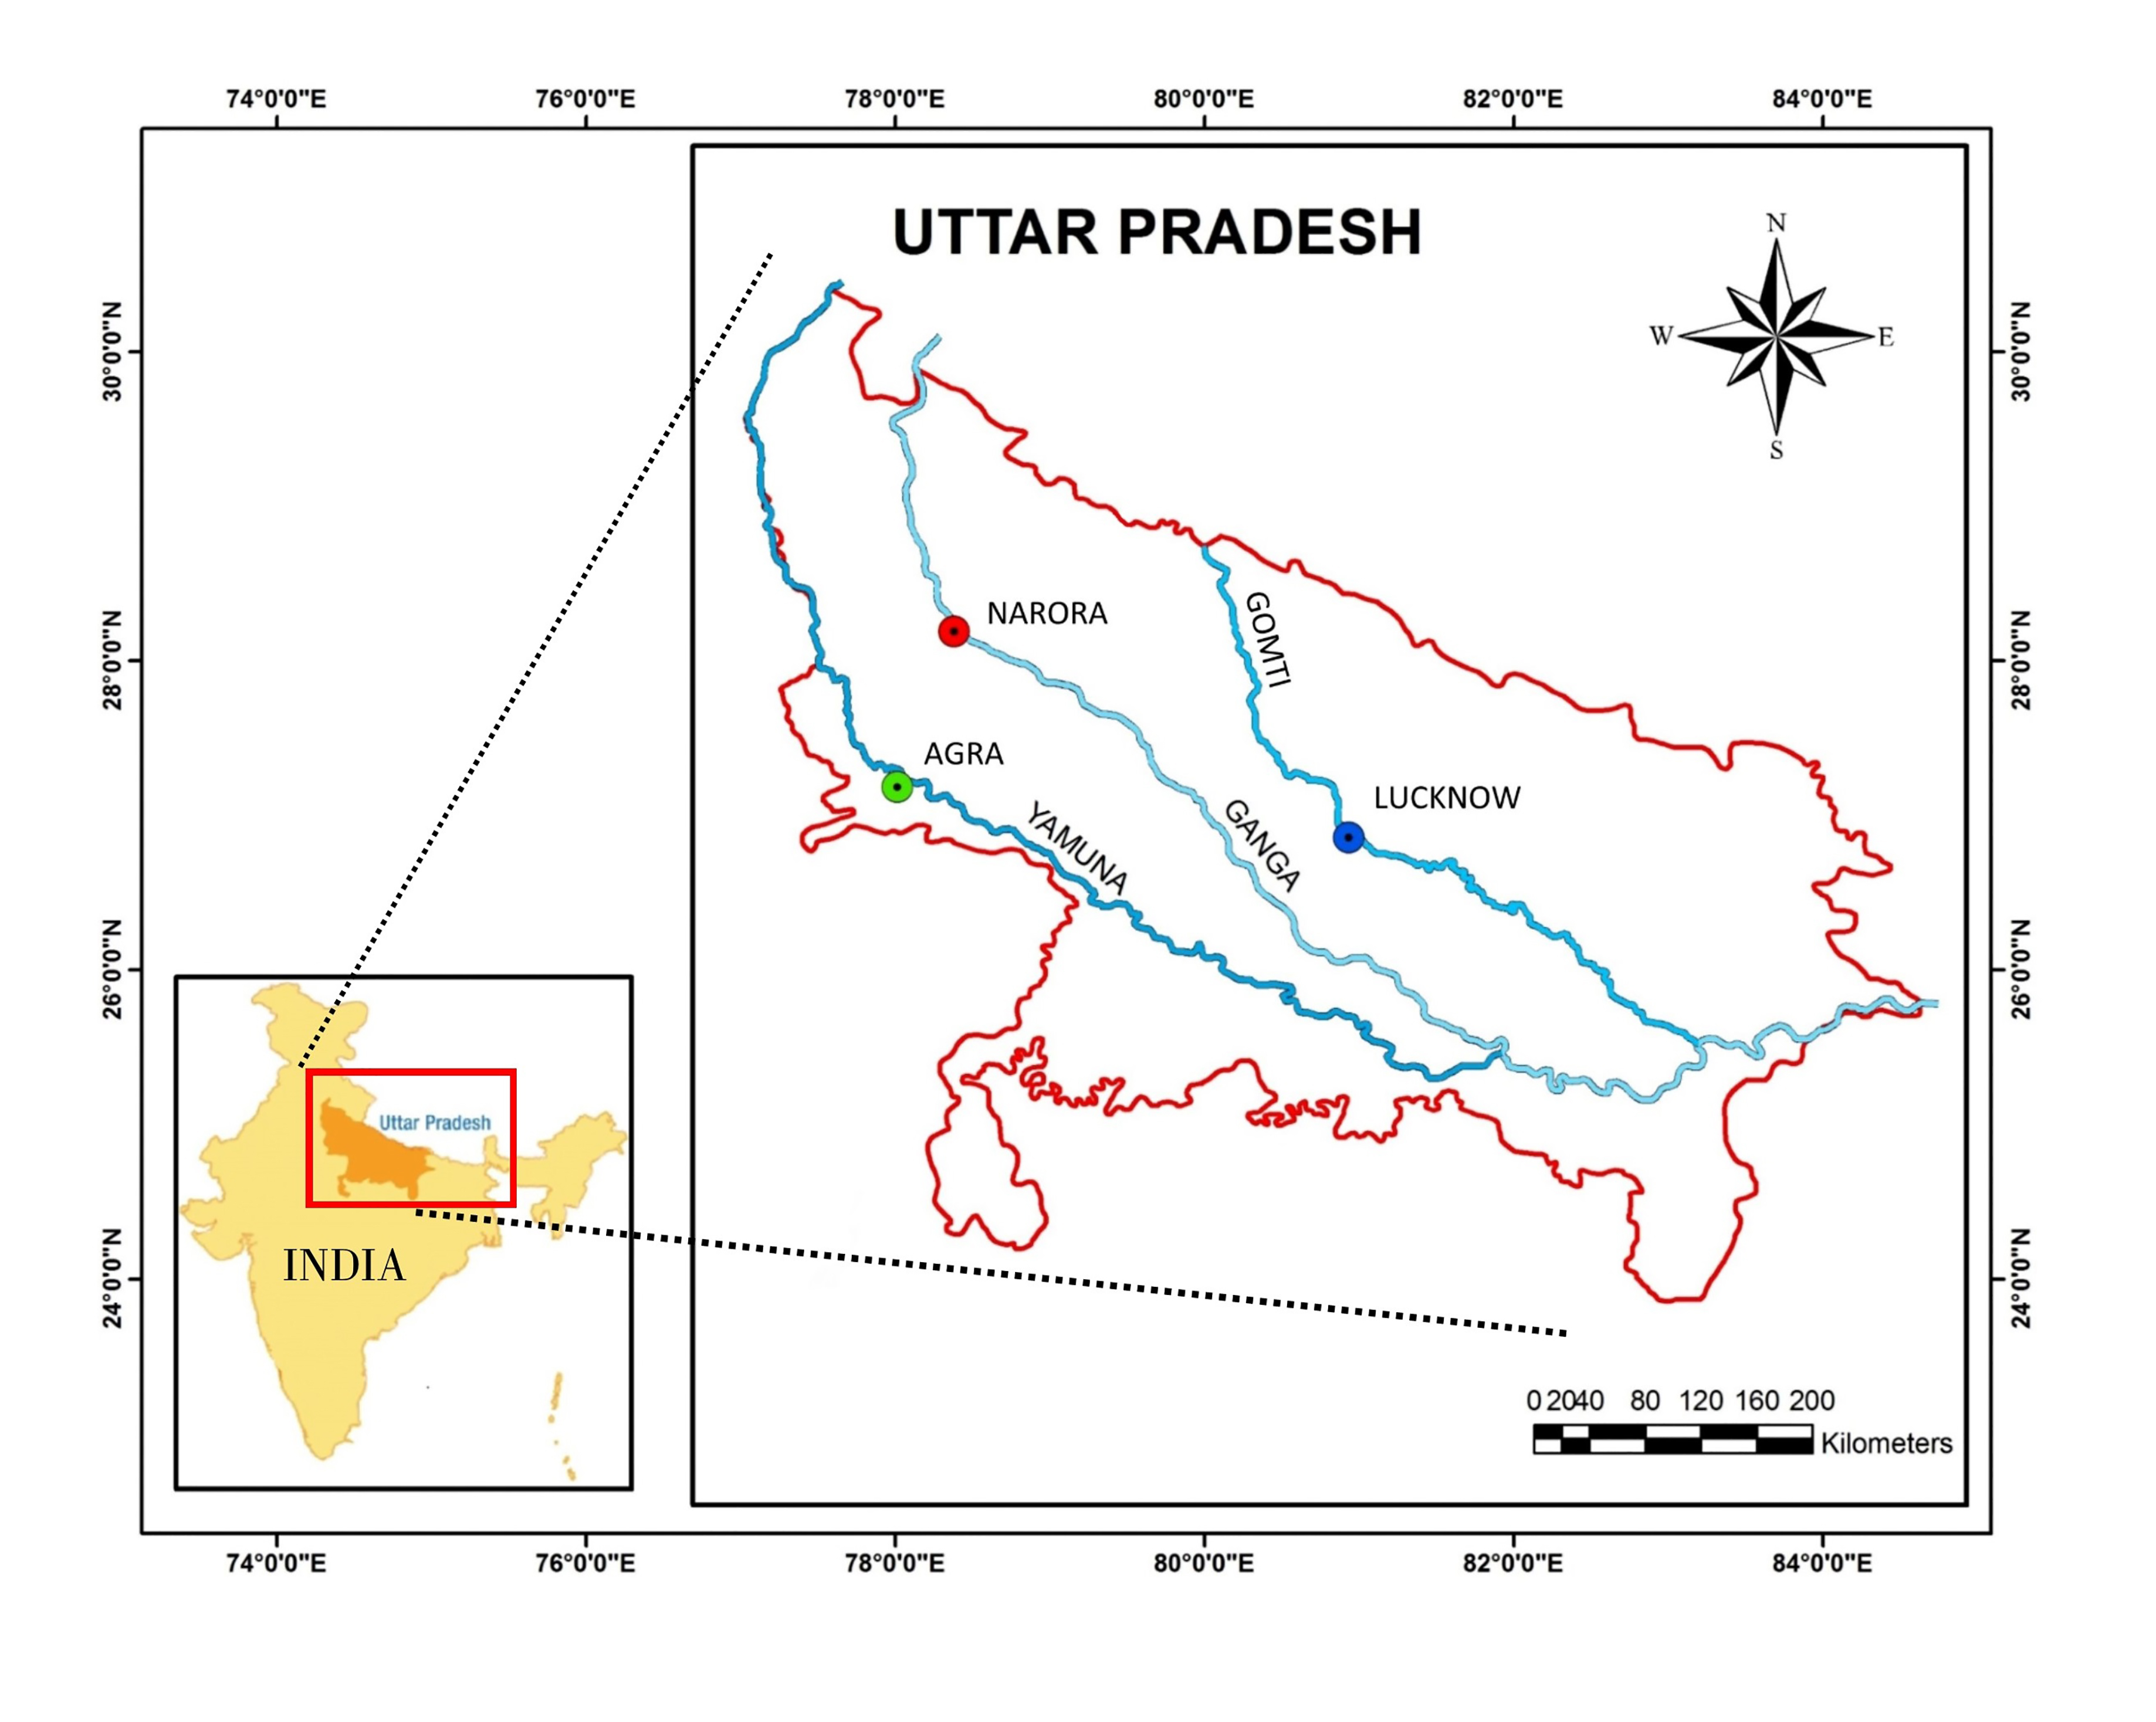 74°0'0"E 76°0'0"E 78°0'0"E 80°0'0"E 82°0'0"E 84°0'0"E
UTTAR PRADESH
N
W E
S
30°0'0"N 30°0'0"N
NARORA
GOMTI
28°0'0"N 28°0'0"N
AGRA
LUCKNOW
YAMUNA
GANGA
26°0'0"N 26°0'0"N
Uttar Pradesh
INDIA
24°0'0"N 24°0'0"N
0 20 40 80 120 160 200
Kilometers
74°0'0"E 76°0'0"E 78°0'0"E 80°0'0"E 82°0'0"E 84°0'0"E